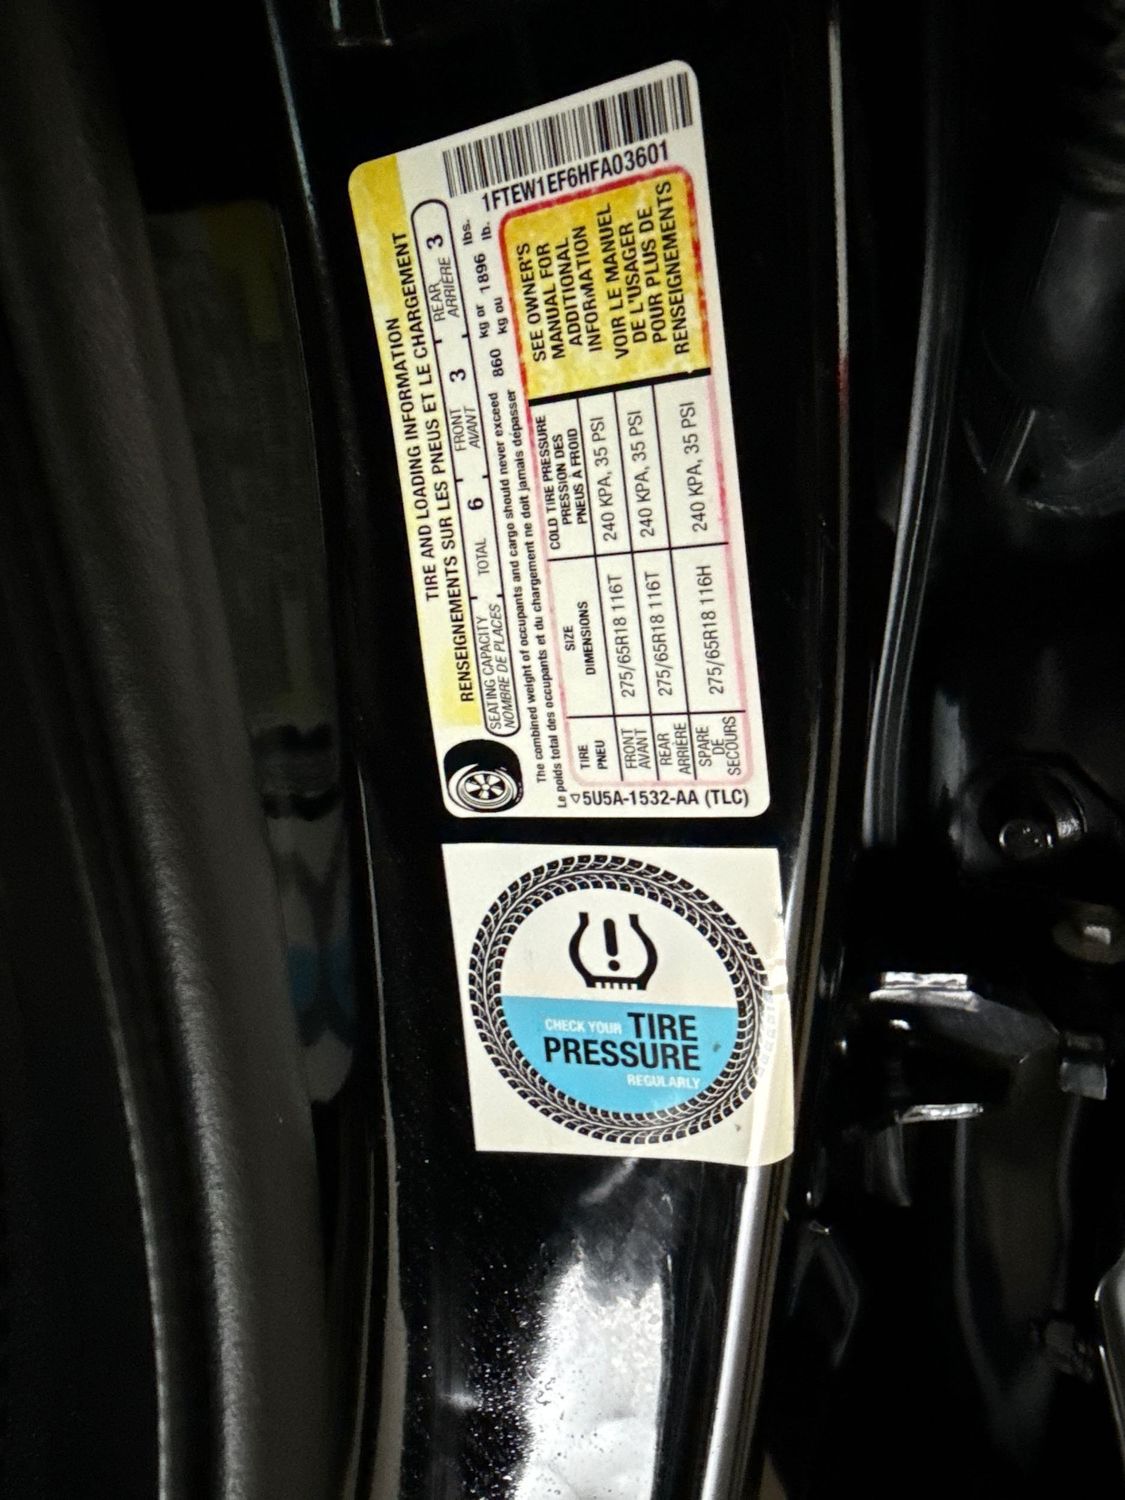 1FTEW1EF6HFA03601
TIRE AND LOADING INFORMATION
RENSEIGNEMENTS SUR LES PNEUS ET LE CHARGEMENT
SEATING CAPACITY TOTAL 6 FRONT 3 REAR 3
NOMBRE DE PLACES AVANT ARRIÈRE
The combined weight of occupants and cargo should never exceed 860 kg or 1896 lbs.
Le poids total des occupants et du chargement ne doit jamais dépasser kg ou lb.
TIRE SIZE COLD TIRE PRESSURE
PNEU DIMENSIONS PRESSION DES
PNEUS À FROID
FRONT 275/65R18 116T 240 KPA, 35 PSI
AVANT
REAR 275/65R18 116T 240 KPA, 35 PSI
ARRIÈRE
SPARE 275/65R18 116H 240 KPA, 35 PSI
DE
SECOURS
SEE OWNER'S
MANUAL FOR
ADDITIONAL
INFORMATION
VOIR LE MANUEL
DE L'USAGER
POUR PLUS DE
RENSEIGNEMENTS
5U5A-1532-AA (TLC)
CHECK YOUR TIRE
PRESSURE
REGULARLY